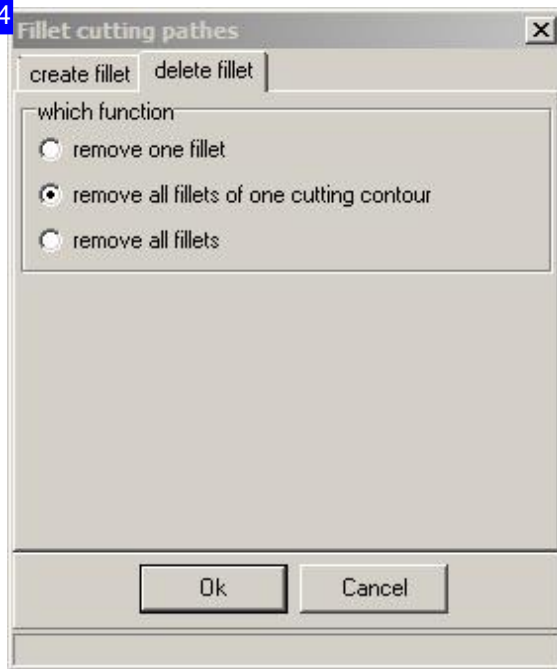 4
Fillet cutting pathes
create fillet delete fillet
which function
remove one fillet
remove all fillets of one cutting contour
remove all fillets
Ok Cancel